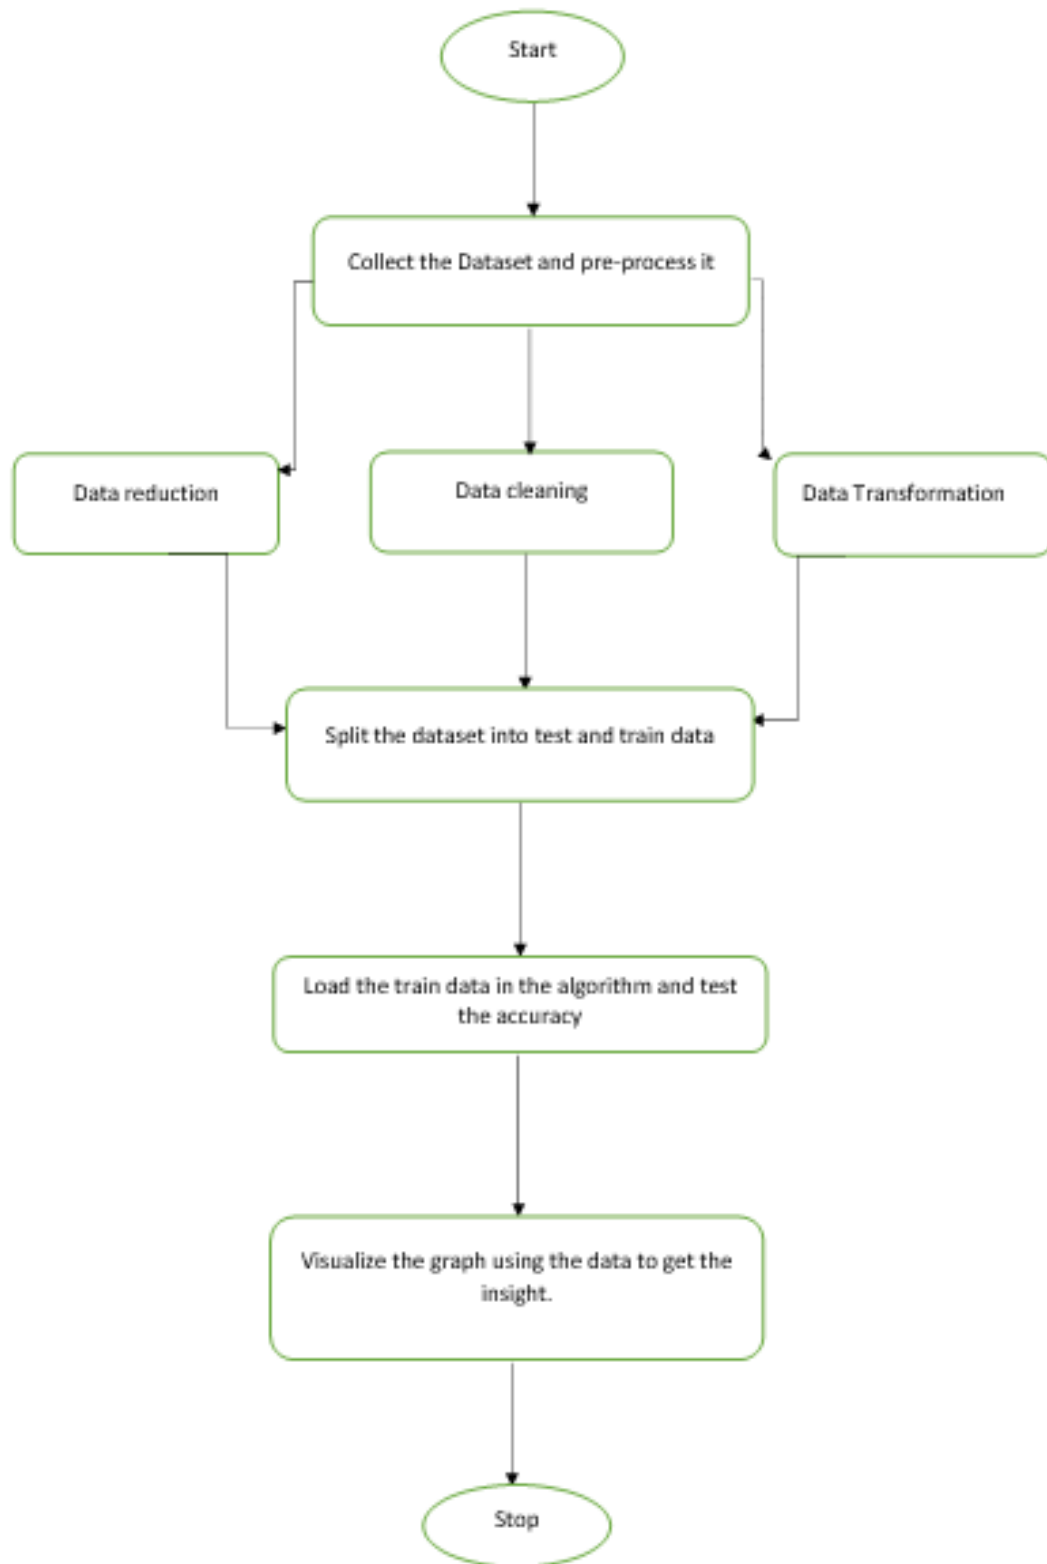 Start
Collect the Dataset and pre-process it
Data reduction
Data cleaning
Data Transformation
Split the dataset into test and train data
Load the train data in the algorithm and test
the accuracy
Visualize the graph using the data to get the
insight.
Stop